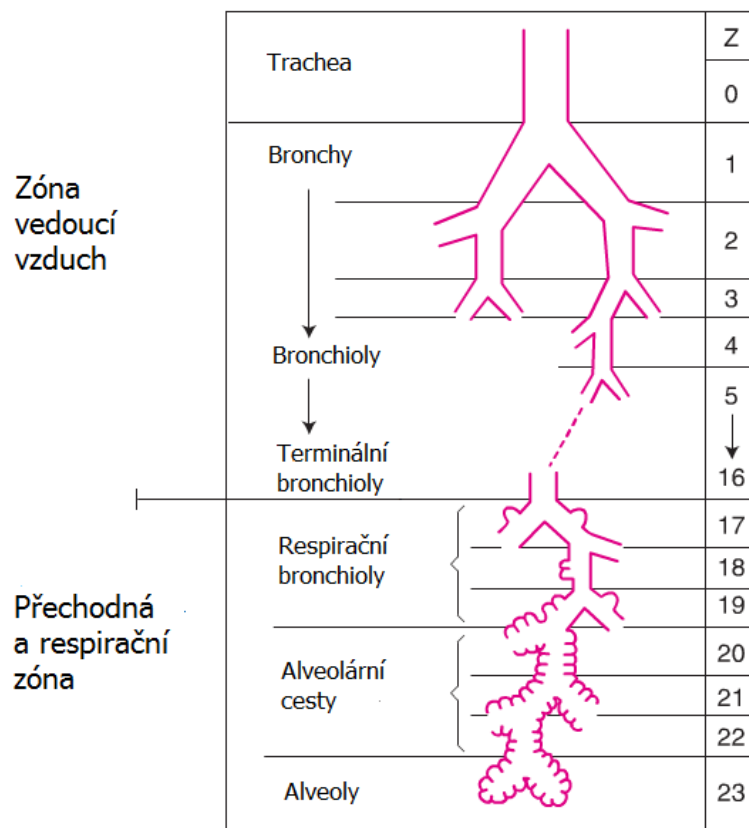 Z
Trachea
0
Bronchy
1
Zóna
vedoucí
vzduch
2
3
Bronchioly
4
5
Terminální
bronchioly
16
17
Respirační
bronchioly
18
19
Přechodná
a respirační
zóna
20
Alveolární
cesty
21
22
Alveoly
23